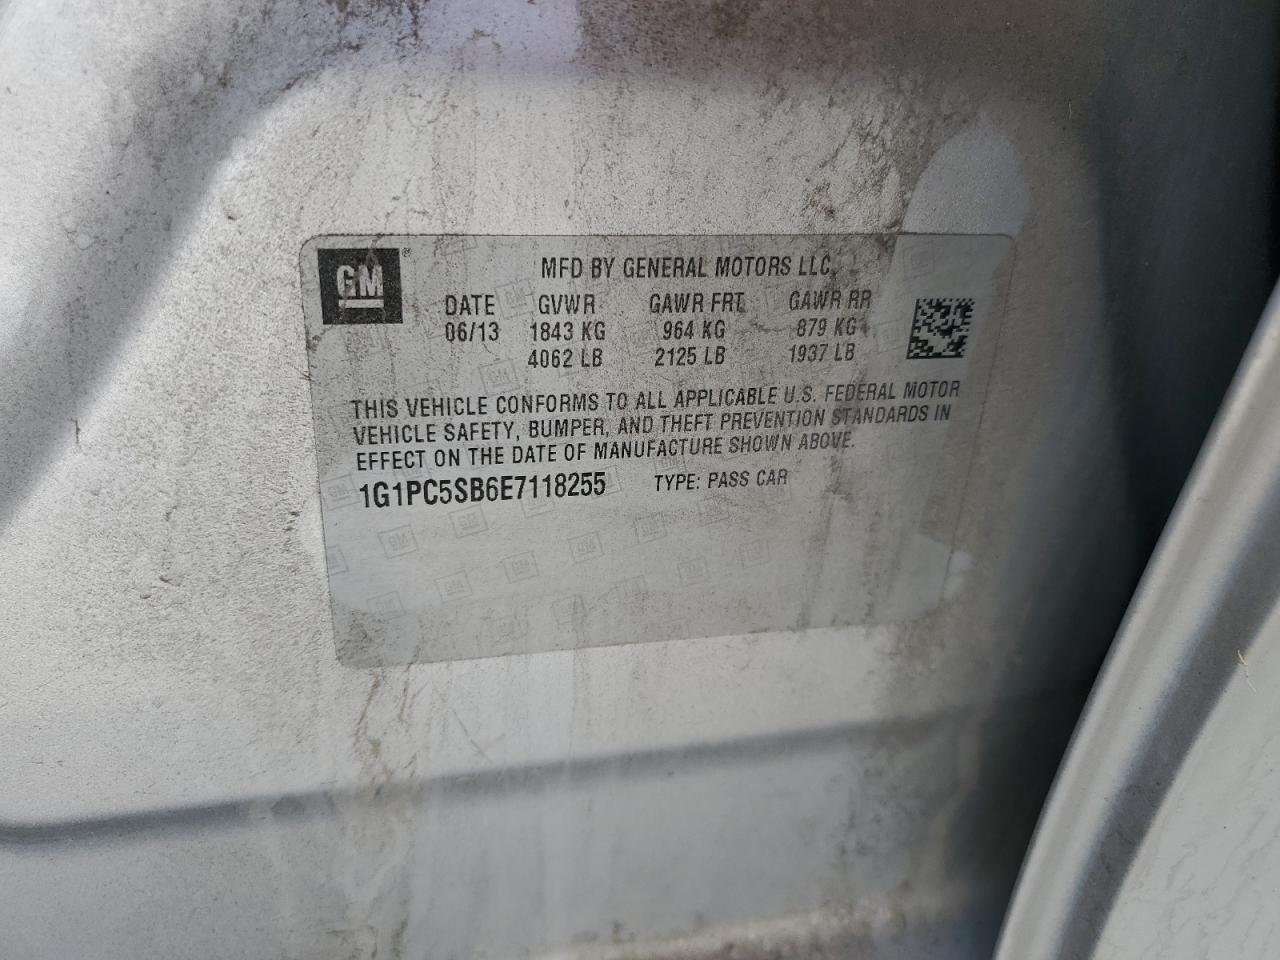 GM
MFD BY GENERAL MOTORS LLC.
DATE GVWR GAWR FRT GAWR RR
06/13 1843 KG 964 KG 879 KG
4062 LB 2125 LB 1937 LB
THIS VEHICLE CONFORMS TO ALL APPLICABLE U.S. FEDERAL MOTOR
VEHICLE SAFETY, BUMPER, AND THEFT PREVENTION STANDARDS IN
EFFECT ON THE DATE OF MANUFACTURE SHOWN ABOVE.
1G1PC5SB6E7118255 TYPE: PASS CAR